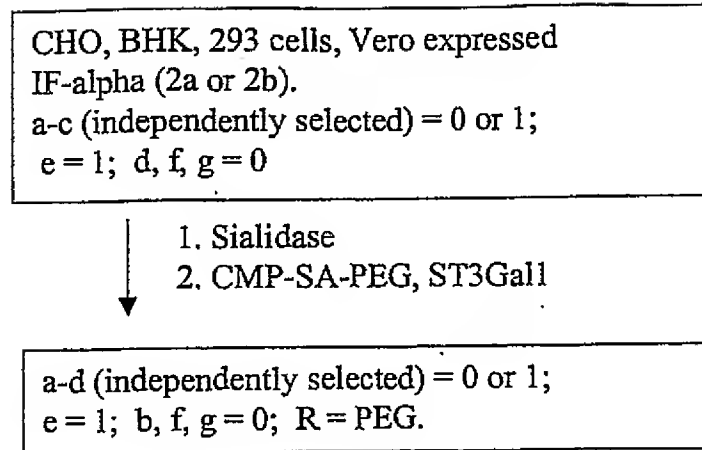 CHO, BHK, 293 cells, Vero expressed
IF-alpha (2a or 2b).
a-c (independently selected) = 0 or 1;
e = 1; d, f, g = 0
1. Sialidase
2. CMP-SA-PEG, ST3Gal1
a-d (independently selected) = 0 or 1;
e = 1; b, f, g = 0; R = PEG.